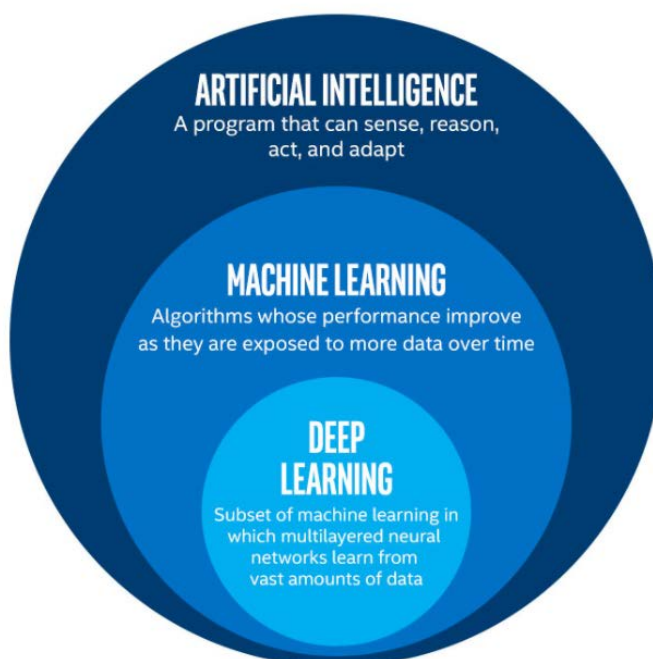 ARTIFICIAL INTELLIGENCE
A program that can sense, reason,
act, and adapt
MACHINE LEARNING
Algorithms whose performance improve
as they are exposed to more data over time
DEEP
LEARNING
Subset of machine learning in
which multilayered neural
networks learn from
vast amounts of data